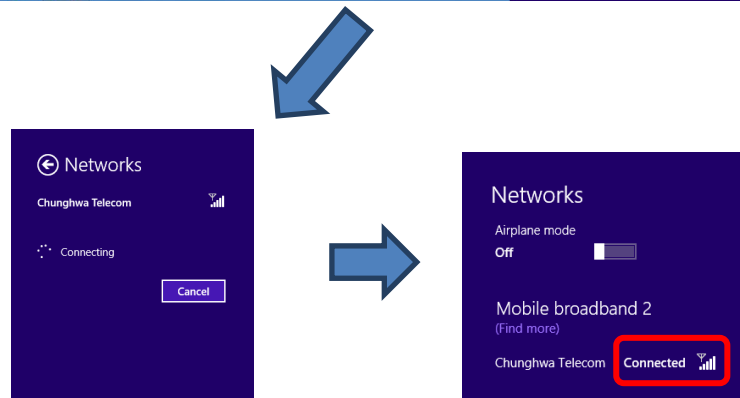 Networks
Chunghwa Telecom
Connecting
Cancel
Networks
Airplane mode
Off
Mobile broadband 2
(Find more)
Chunghwa Telecom Connected